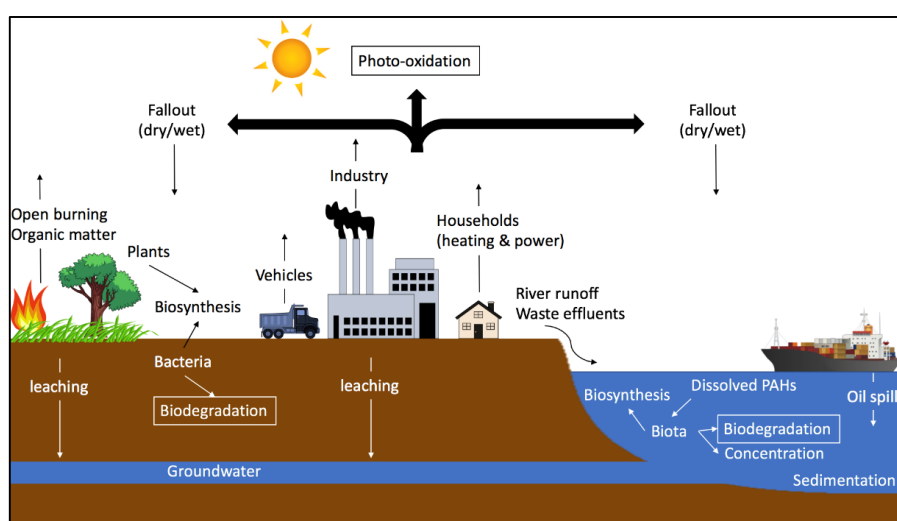 Photo-oxidation
Fallout
(dry/wet)
Fallout
(dry/wet)
Industry
Open burning
Organic matter
Plants
Households
(heating & power)
Vehicles
Biosynthesis
River runoff
Waste effluents
Bacteria
leaching
leaching
Biodegradation
Biosynthesis
Dissolved PAHs
Oil spill
Biota
Biodegradation
Concentration
Groundwater
Sedimentation